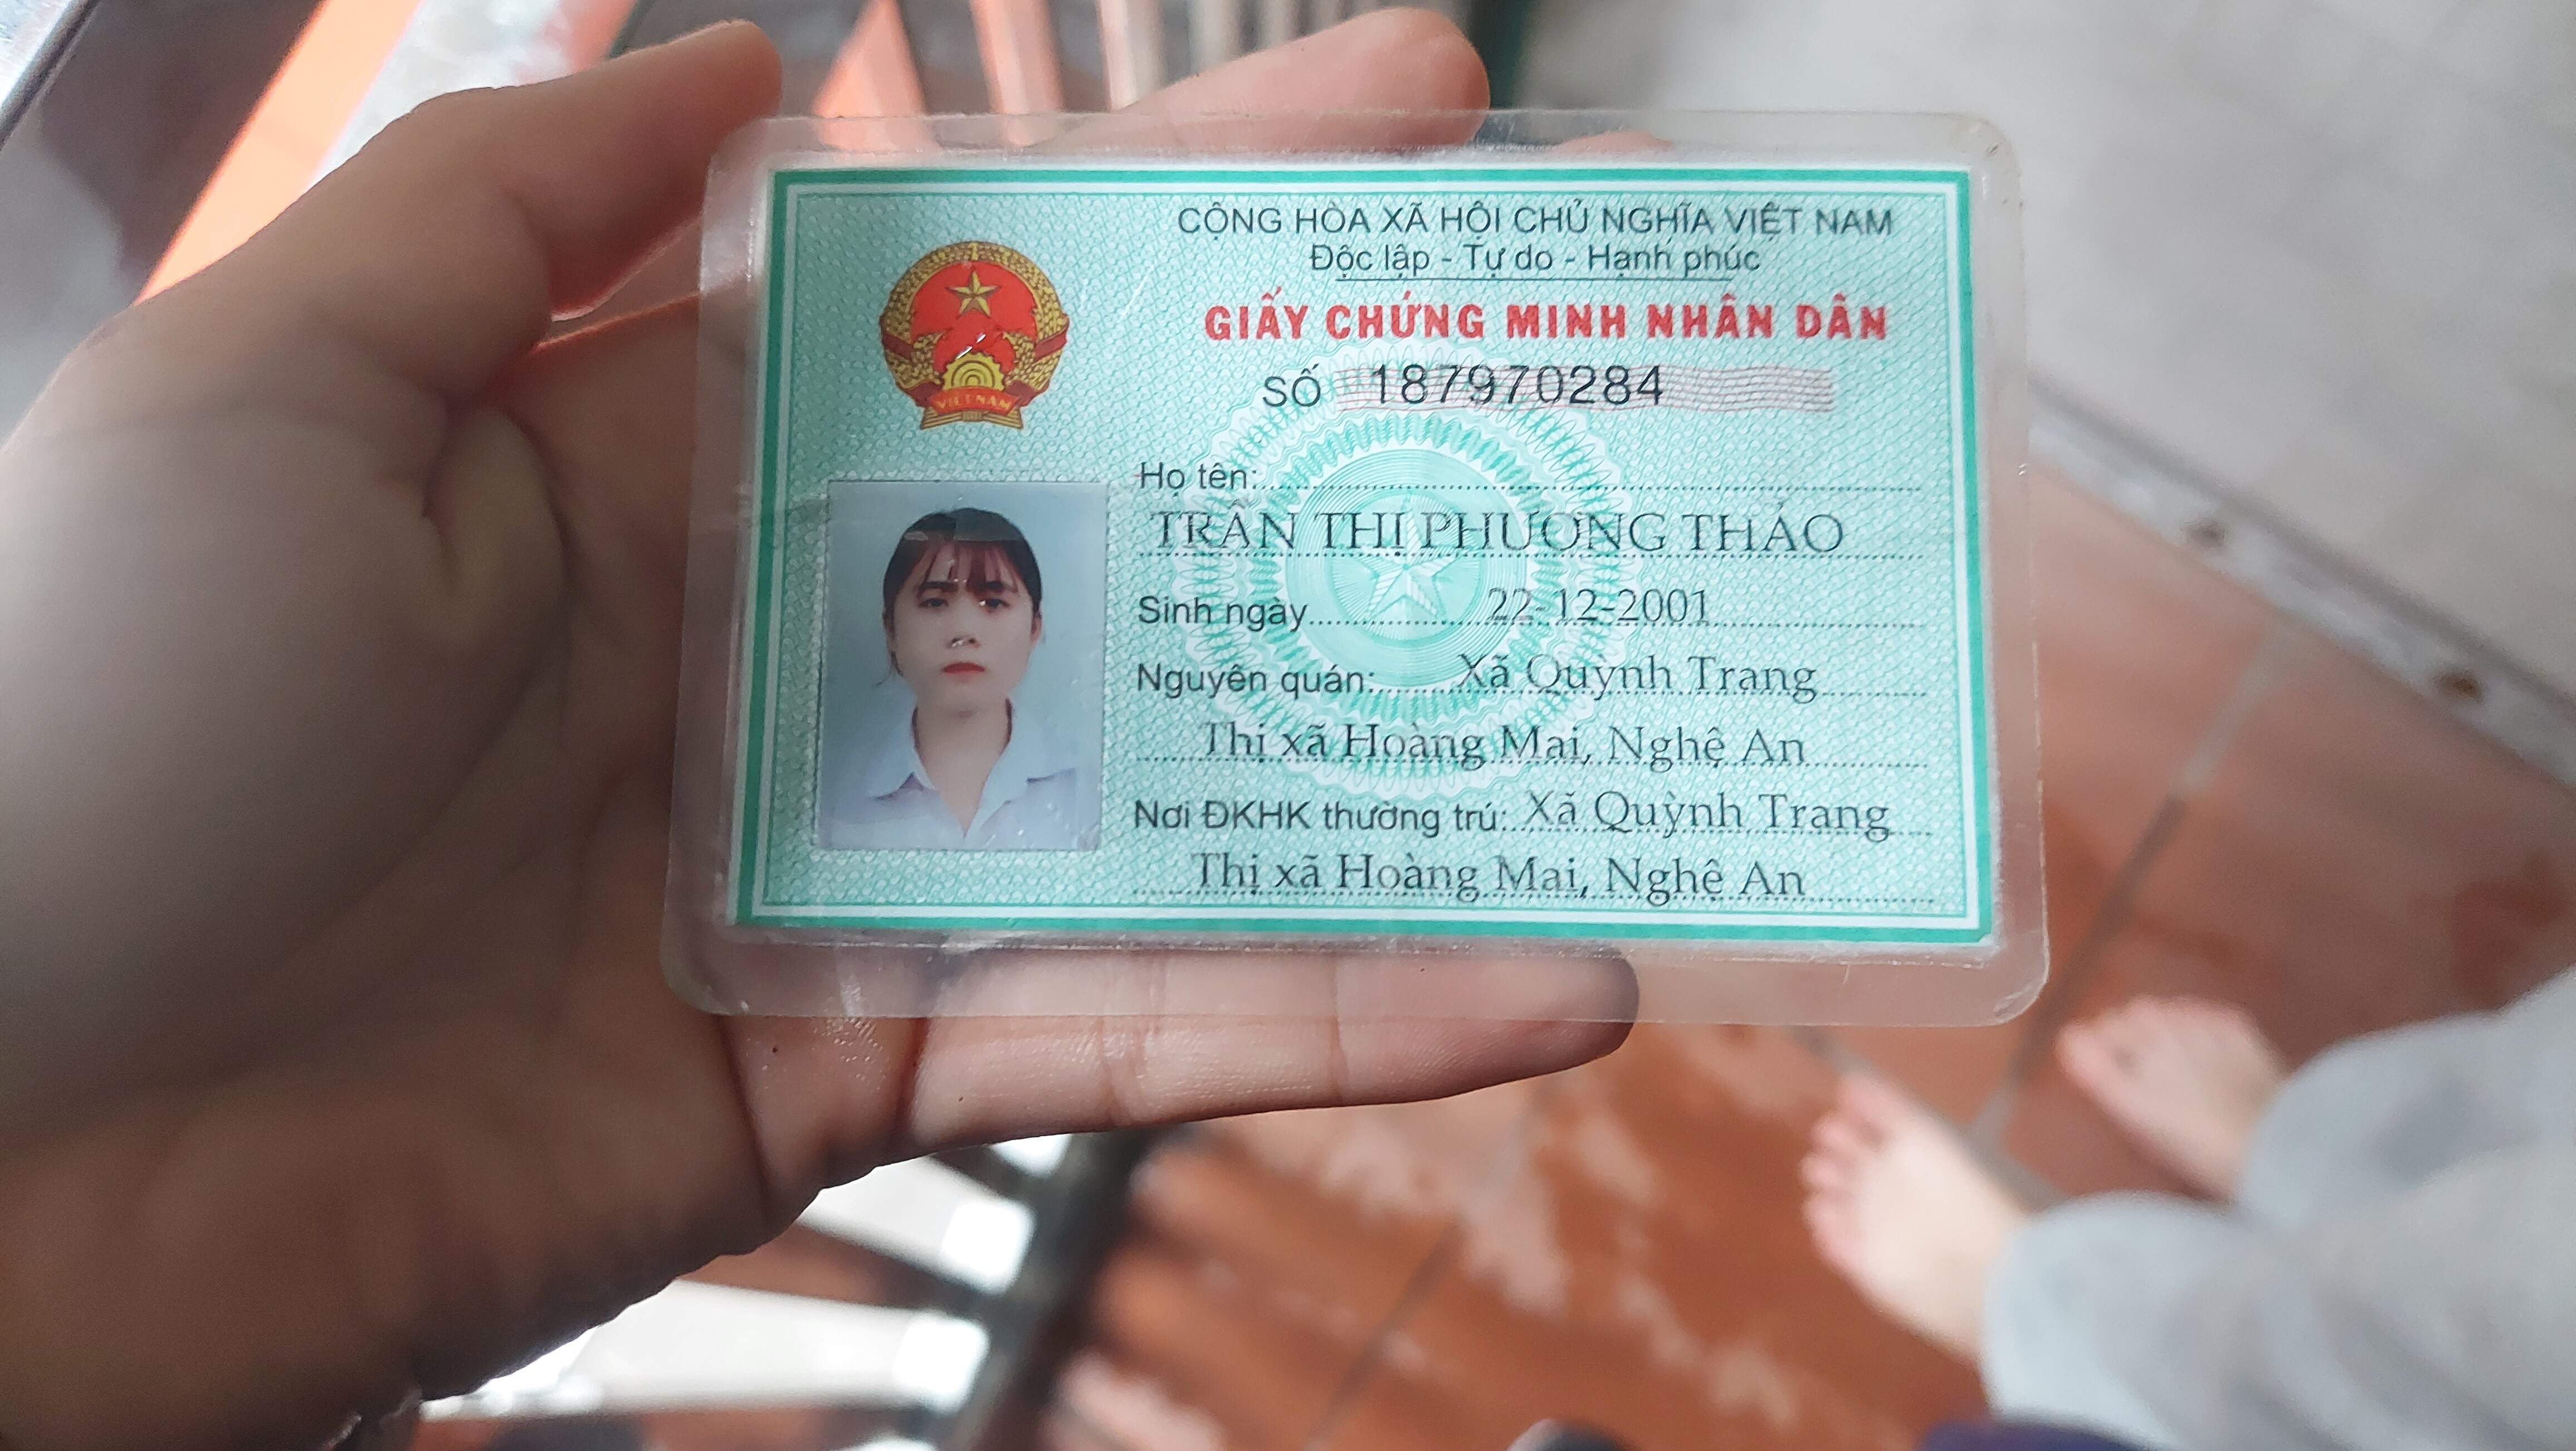 CỘNG HÒA XÃ HỘI CHỦ NGHĨA VIỆT NAM
Độc lập - Tự do - Hạnh phúc
GIẤY CHỨNG MINH NHÂN DÂN
SỐ 187970284
VIETNAM
Họ tên:
TRẦN THỊ PHƯƠNG THẢO
Sinh ngày 22-12-2001
Nguyên quán: Xã Quỳnh Trang
Thị xã Hoàng Mai, Nghệ An
Nơi ĐKHK thường trú: Xã Quỳnh Trang
Thị xã Hoàng Mai, Nghệ An